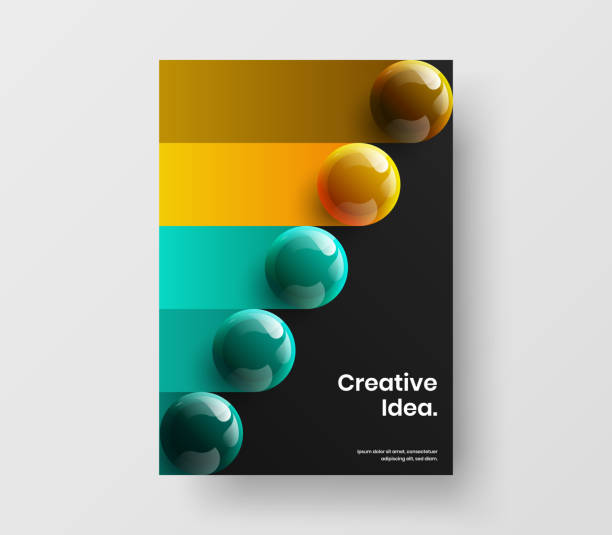 Creative
Idea.
Ipsum dolor sit amet, consectetuer
adipiscing elit, sed diam.